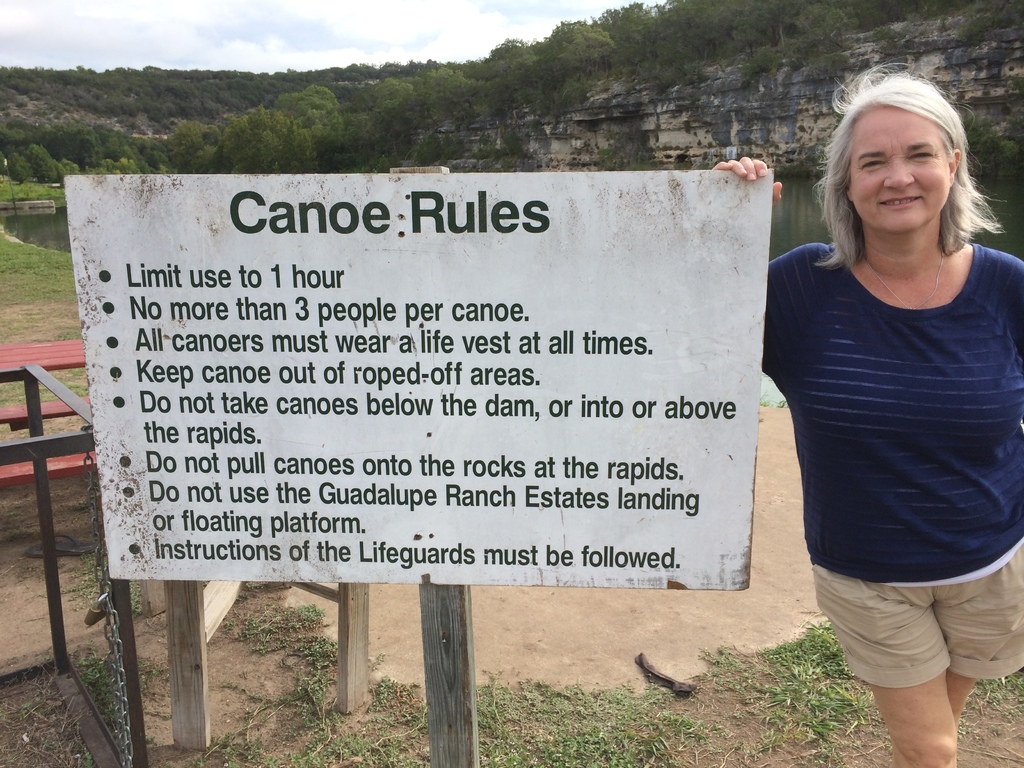 Canoe Rules
• Limit use to 1 hour
• No more than 3 people per canoe.
• All canoers must wear a life vest at all times.
• Keep canoe out of roped-off areas.
• Do not take canoes below the dam, or into or above
the rapids.
• Do not pull canoes onto the rocks at the rapids.
• Do not use the Guadalupe Ranch Estates landing
or floating platform.
• Instructions of the Lifeguards must be followed.